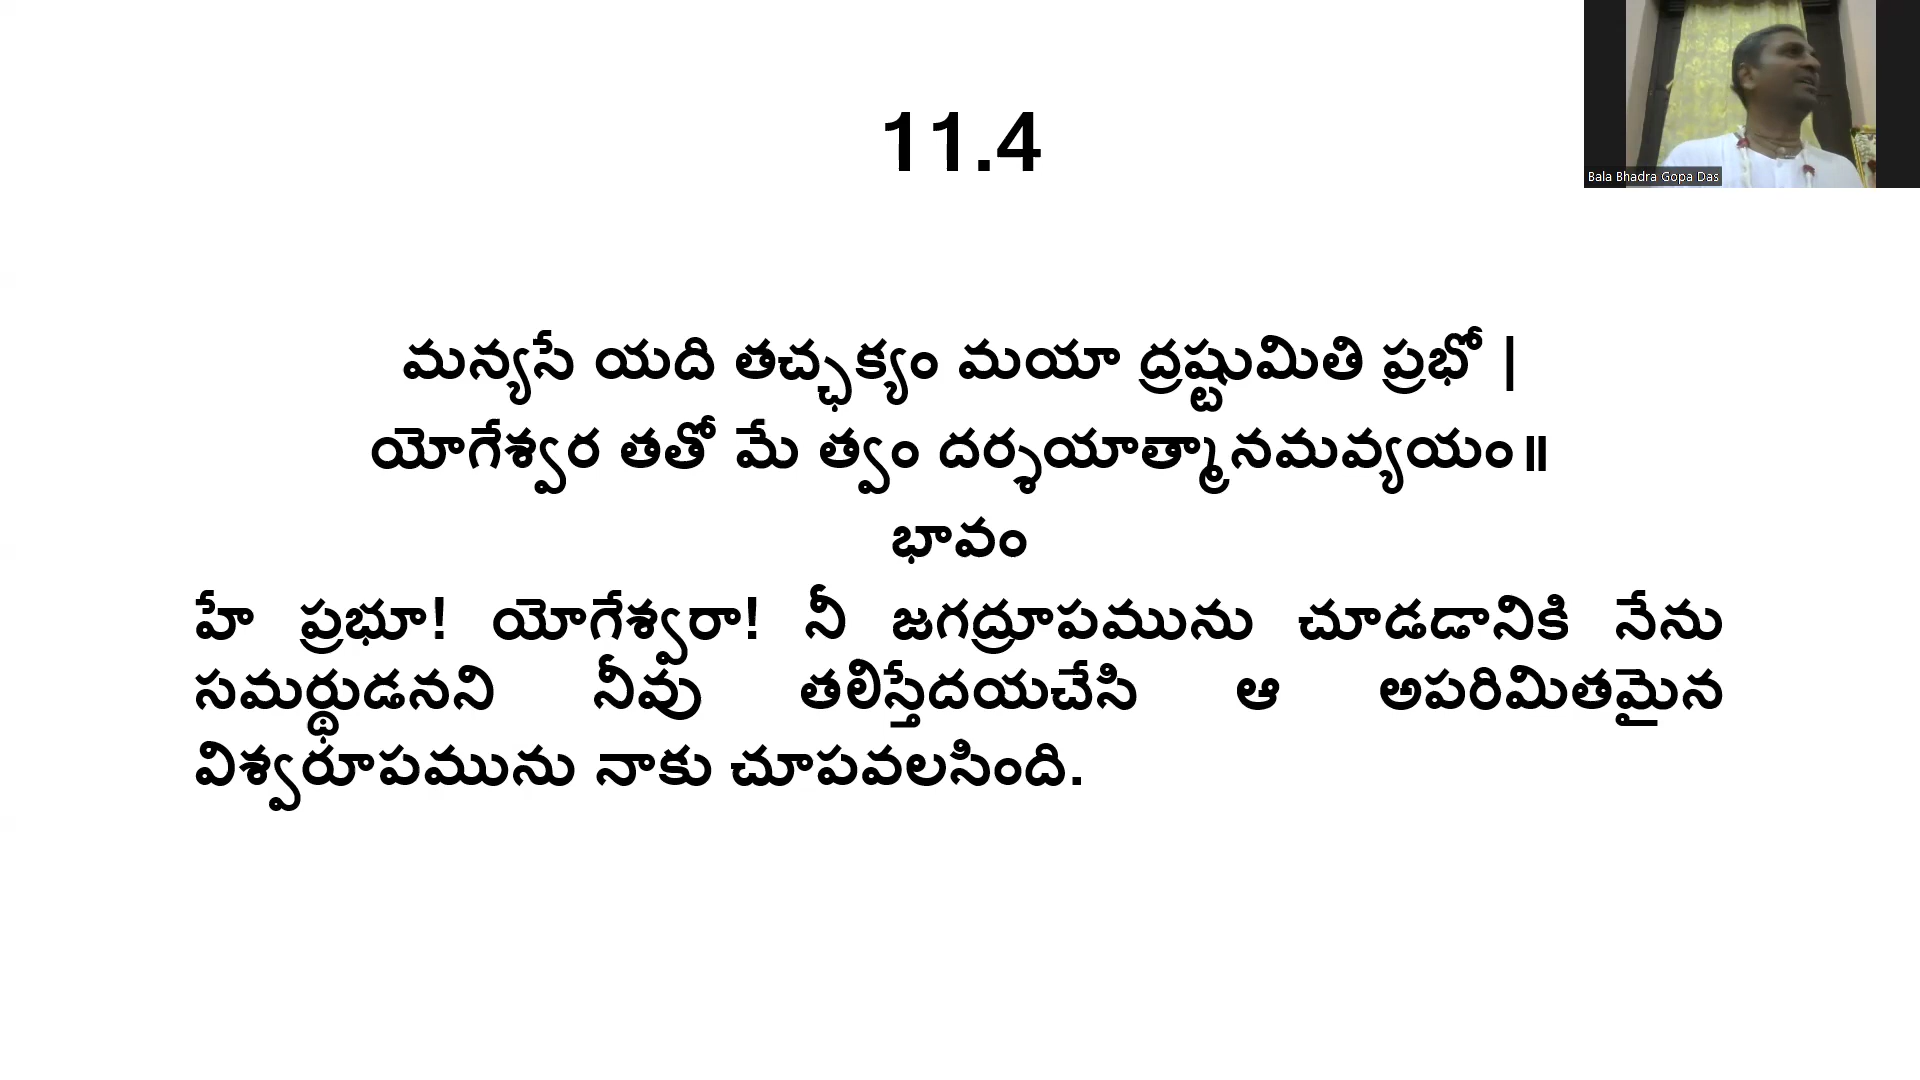 11.4
Bala Bhadra Gopa Das
మన్యసే యది తచ్ఛక్యం మయా ద్రష్టుమితి ప్రభో |
యోగేశ్వర తతో మే త్వం దర్శయాత్మానమవ్యయం॥
భావం
హే ప్రభూ! యోగేశ్వరా! నీ జగద్రూపమును చూడడానికి నేను
సమర్థుడనని నీవు తలిస్తేదయచేసి ఆ అపరిమితమైన
విశ్వరూపమును నాకు చూపవలసింది.